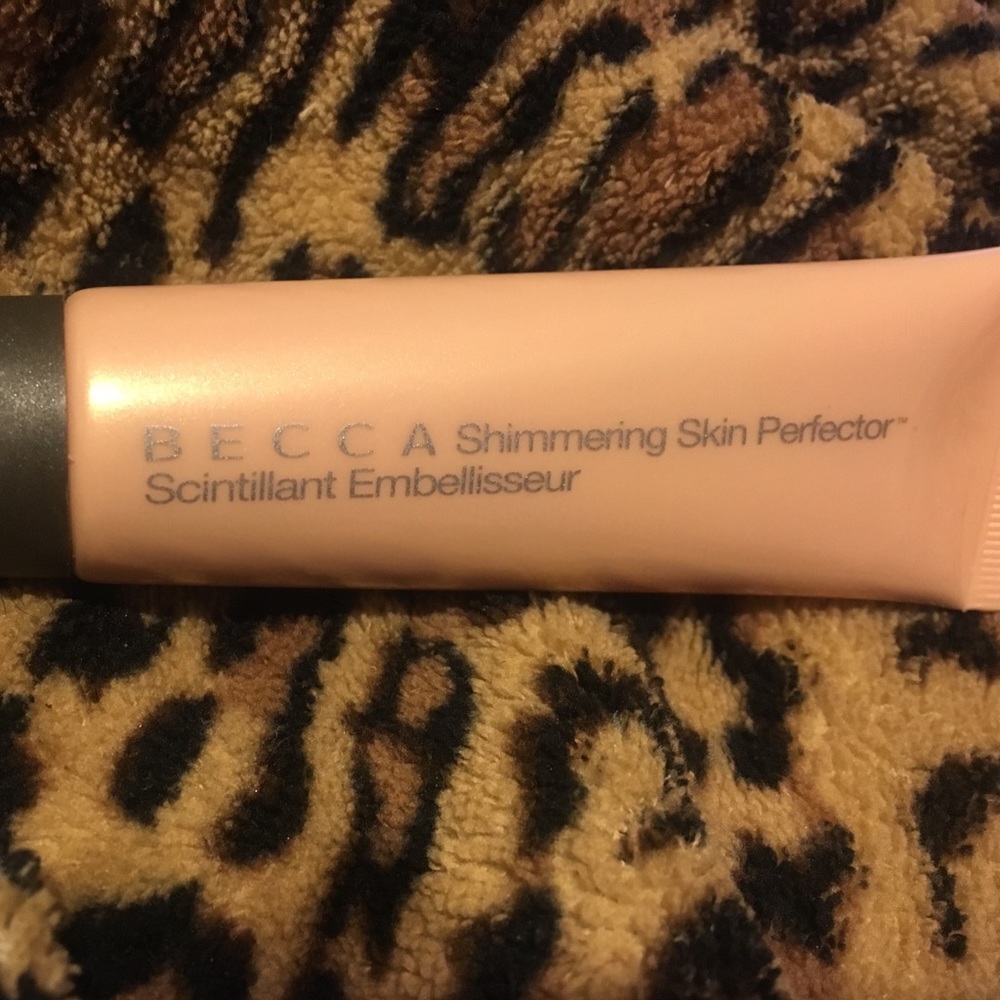 BECCA Shimmering Skin Perfector™
Scintillant Embellisseur